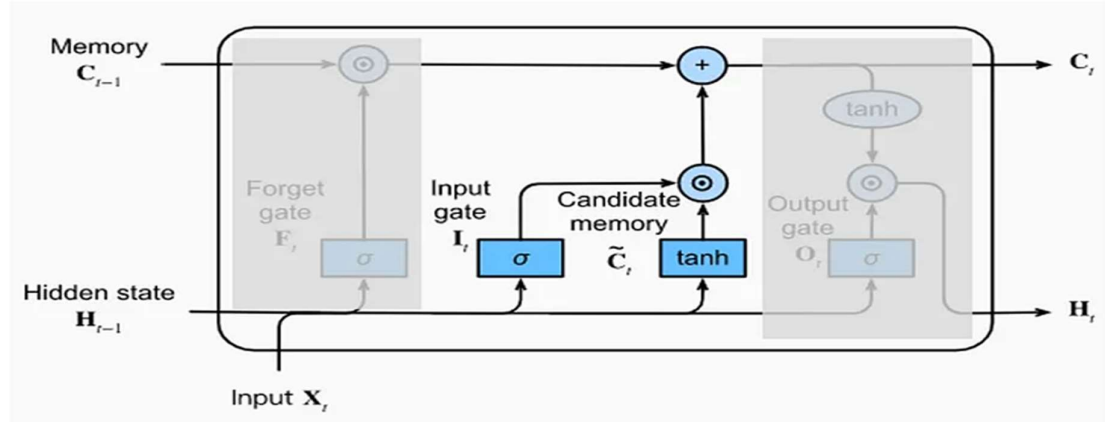 Memory
C_{t-1}
⊙
+
C_t
tanh
Forget
gate
F_t
σ
Input
gate
I_t
σ
Candidate
memory
C̃_t
tanh
⊙
Output
gate
O_t
σ
⊙
Hidden state
H_{t-1}
H_t
Input X_t